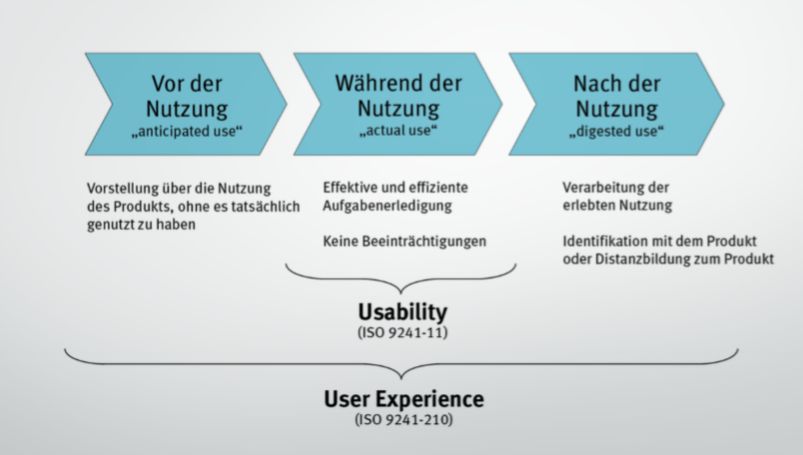 Vor der
Nutzung
„anticipated use“
Während der
Nutzung
„actual use“
Nach der
Nutzung
„digested use“
Vorstellung über die Nutzung
des Produkts, ohne es tatsächlich
genutzt zu haben
Effektive und effiziente
Aufgabenerledigung
Keine Beeinträchtigungen
Verarbeitung der
erlebten Nutzung
Identifikation mit dem Produkt
oder Distanzbildung zum Produkt
Usability
(ISO 9241-11)
User Experience
(ISO 9241-210)